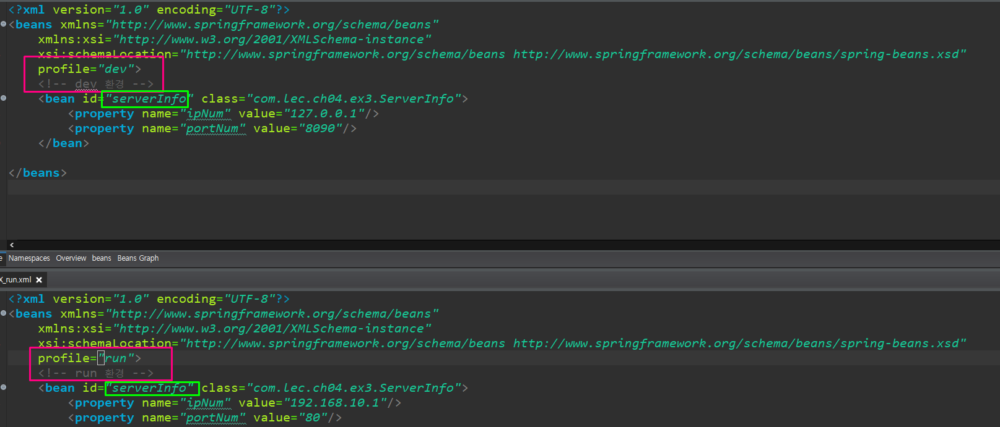 <?xml version="1.0" encoding="UTF-8"?>
<beans xmlns="http://www.springframework.org/schema/beans"
xmlns:xsi="http://www.w3.org/2001/XMLSchema-instance"
xsi:schemaLocation="http://www.springframework.org/schema/beans http://www.springframework.org/schema/beans/spring-beans.xsd"
profile="dev">
<!-- dev 환경 -->
<bean id="serverInfo" class="com.lec.ch04.ex3.ServerInfo">
<property name="ipNum" value="127.0.0.1"/>
<property name="portNum" value="8090"/>
</bean>
</beans>
Namespaces Overview beans Beans Graph
X_run.xml
<?xml version="1.0" encoding="UTF-8"?>
<beans xmlns="http://www.springframework.org/schema/beans"
xmlns:xsi="http://www.w3.org/2001/XMLSchema-instance"
xsi:schemaLocation="http://www.springframework.org/schema/beans http://www.springframework.org/schema/beans/spring-beans.xsd"
profile="run">
<!-- run 환경 -->
<bean id="serverInfo" class="com.lec.ch04.ex3.ServerInfo">
<property name="ipNum" value="192.168.10.1"/>
<property name="portNum" value="80"/>